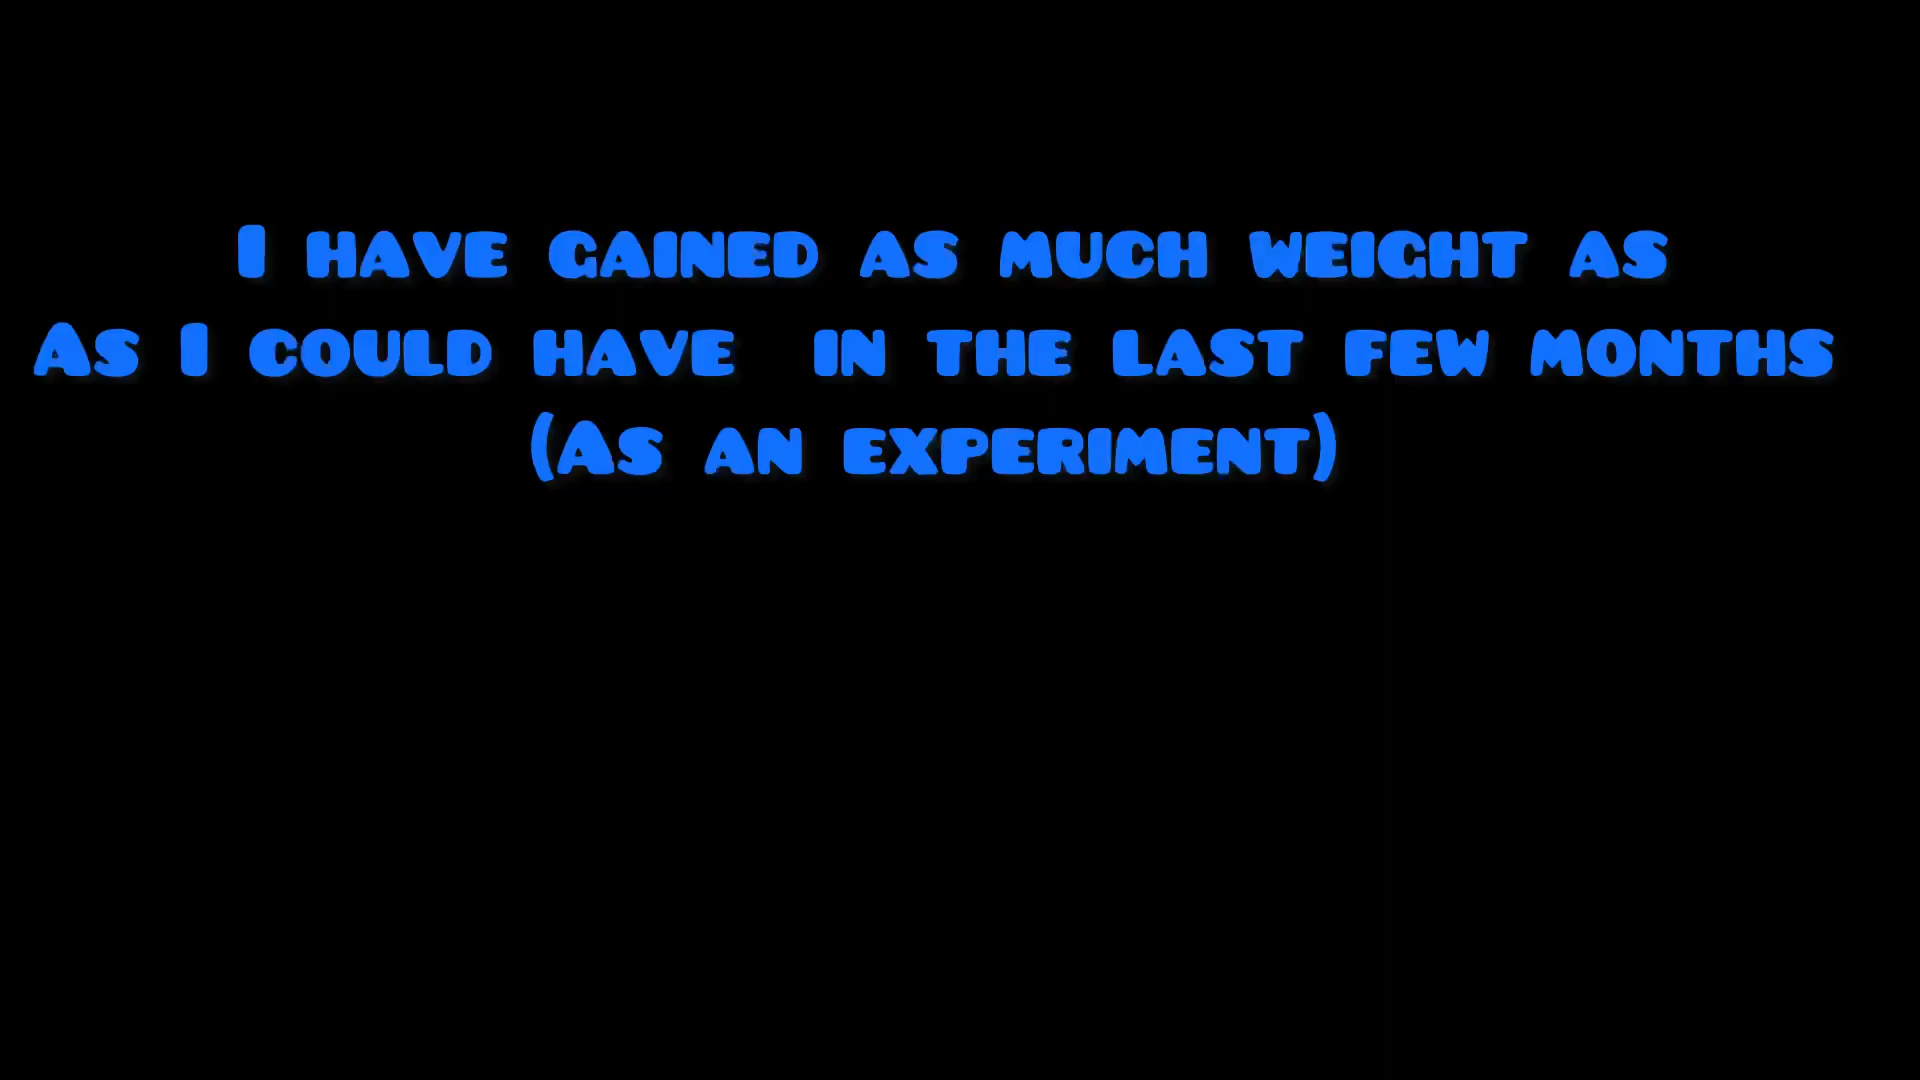 I have gained as much weight as
As I could have  in the last few months
(As an experiment)